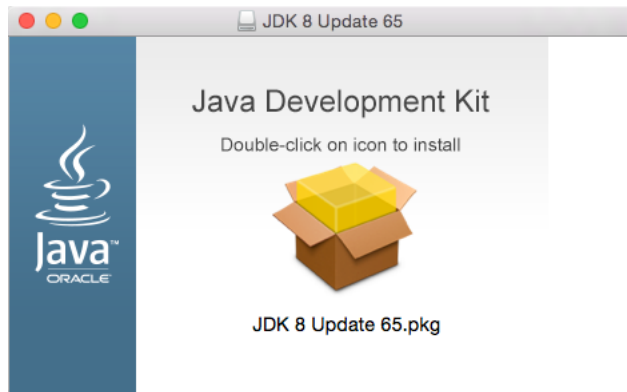 JDK 8 Update 65
Java Development Kit
Double-click on icon to install
Java™
ORACLE
JDK 8 Update 65.pkg